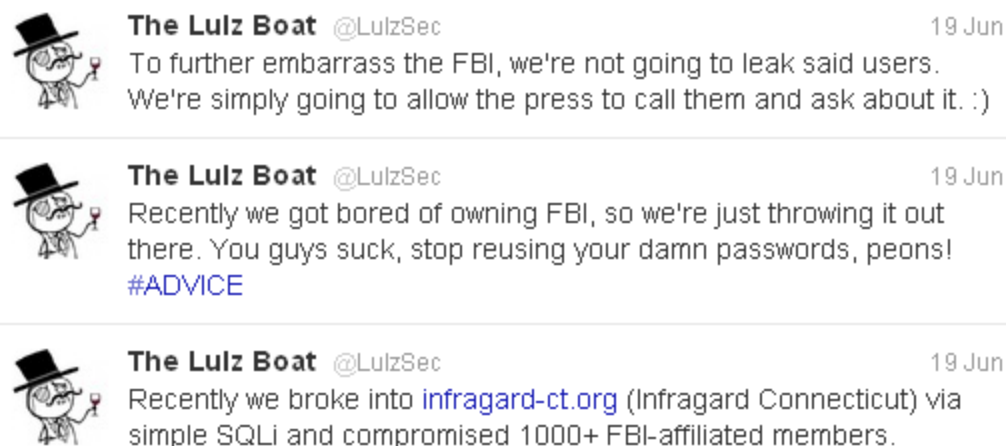 The Lulz Boat @LulzSec 19 Jun
To further embarrass the FBI, we're not going to leak said users.
We're simply going to allow the press to call them and ask about it. :)
The Lulz Boat @LulzSec 19 Jun
Recently we got bored of owning FBI, so we're just throwing it out
there. You guys suck, stop reusing your damn passwords, peons!
#ADVICE
The Lulz Boat @LulzSec 19 Jun
Recently we broke into infragard-ct.org (Infragard Connecticut) via
simple SQLi and compromised 1000+ FBI-affiliated members.